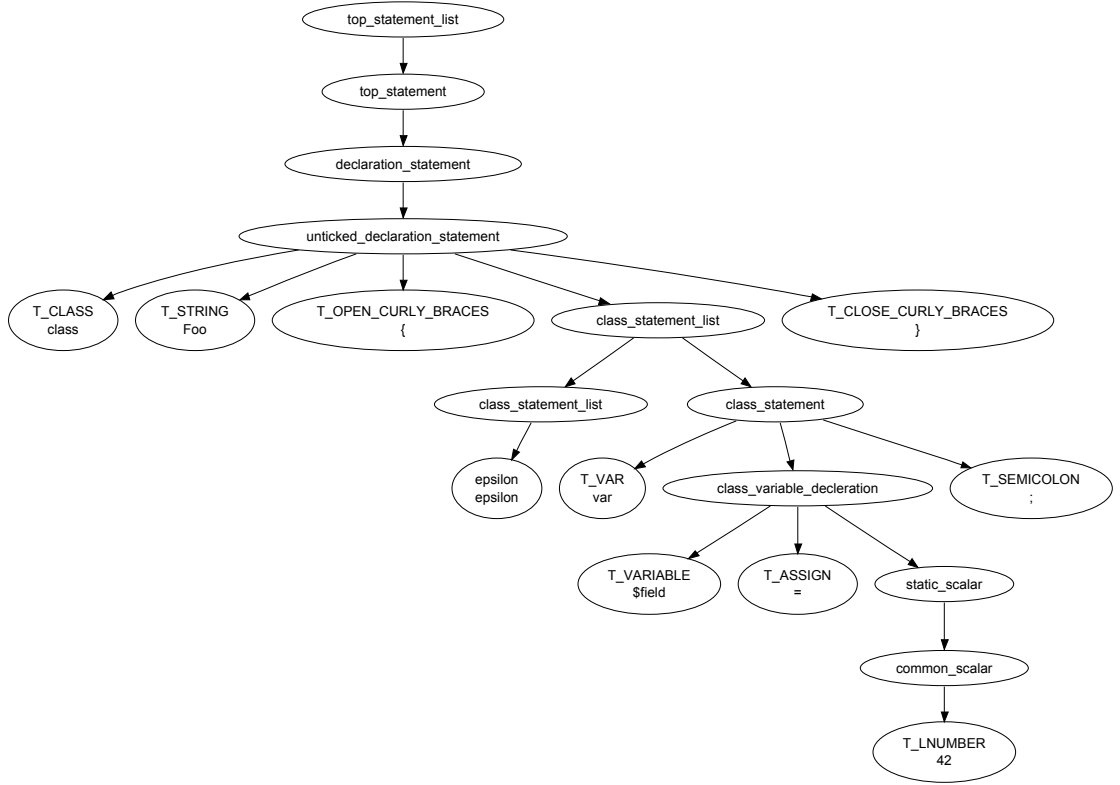 top_statement_list
top_statement
declaration_statement
unticked_declaration_statement
T_CLASS
class
T_STRING
Foo
T_OPEN_CURLY_BRACES
{
class_statement_list
T_CLOSE_CURLY_BRACES
}
class_statement_list
class_statement
epsilon
epsilon
T_VAR
var
class_variable_decleration
T_SEMICOLON
;
T_VARIABLE
$field
T_ASSIGN
=
static_scalar
common_scalar
T_LNUMBER
42